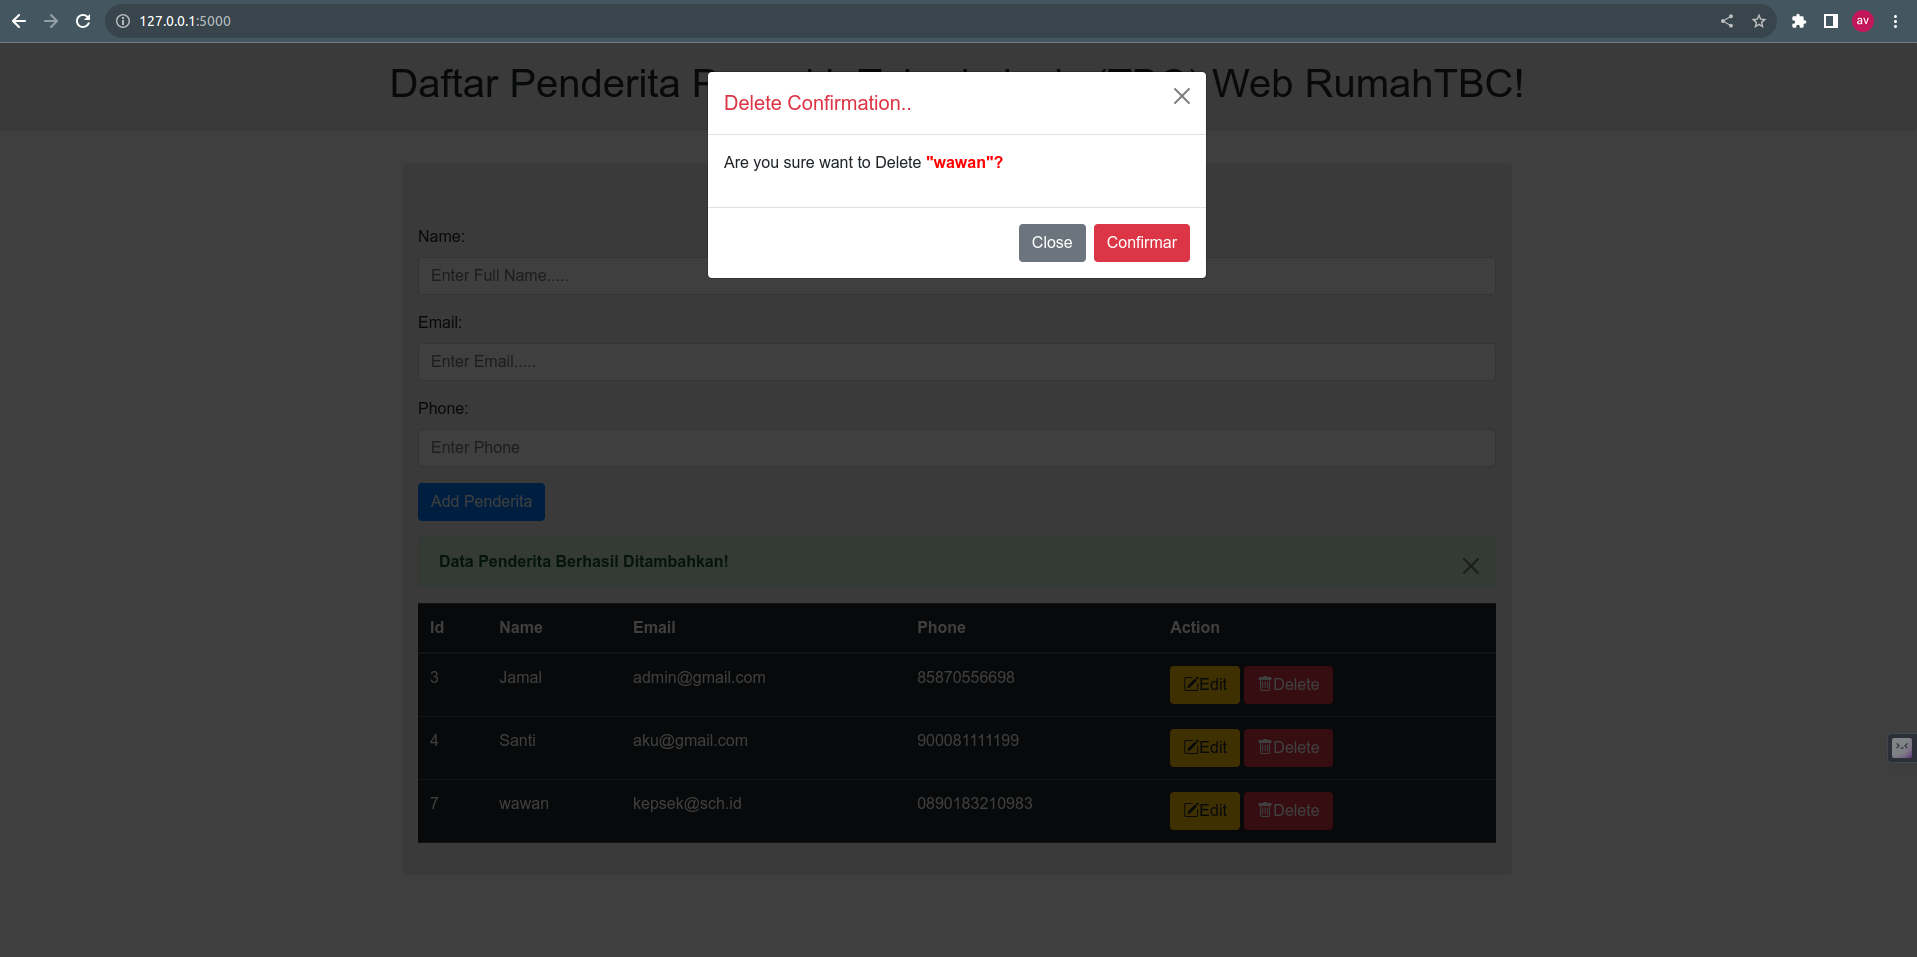 127.0.0.1:5000
av
Daftar Penderita P Web RumahTBC!
Delete Confirmation..
Are you sure want to Delete "wawan"?
Close Confirmar
Name:
Enter Full Name.....
Email:
Enter Email.....
Phone:
Enter Phone
Add Penderita
Data Penderita Berhasil Ditambahkan!
Id Name Email Phone Action
3 Jamal admin@gmail.com 85870556698 Edit Delete
4 Santi aku@gmail.com 900081111199 Edit Delete
7 wawan kepsek@sch.id 0890183210983 Edit Delete